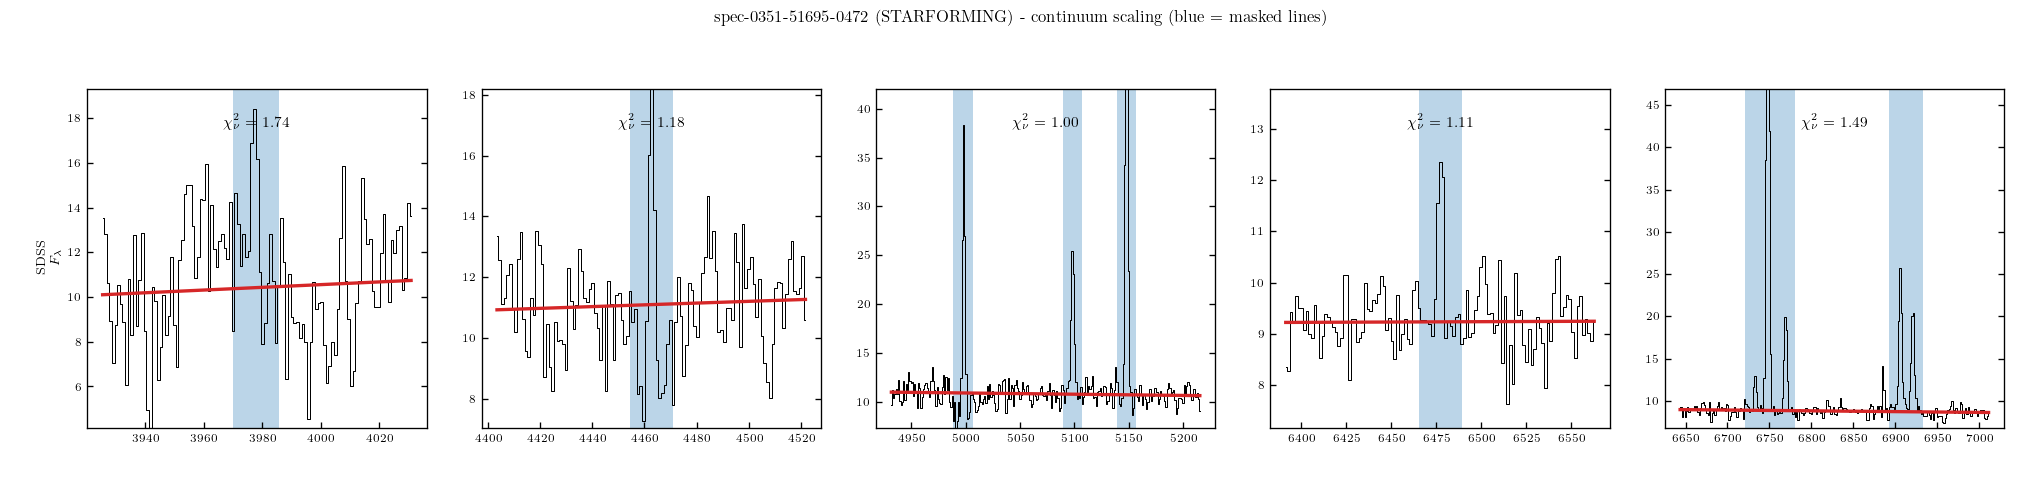 spec-0351-51695-0472 (STARFORMING) - continuum scaling (blue = masked lines)
SDSS
Fλ
18
16
14
12
10
8
6
χ²ν = 1.74
3940 3960 3980 4000 4020
18
16
14
12
10
8
χ²ν = 1.18
4400 4420 4440 4460 4480 4500 4520
40
35
30
25
20
15
10
χ²ν = 1.00
4950 5000 5050 5100 5150 5200
13
12
11
10
9
8
χ²ν = 1.11
6400 6425 6450 6475 6500 6525 6550
45
40
35
30
25
20
15
10
χ²ν = 1.49
6650 6700 6750 6800 6850 6900 6950 7000